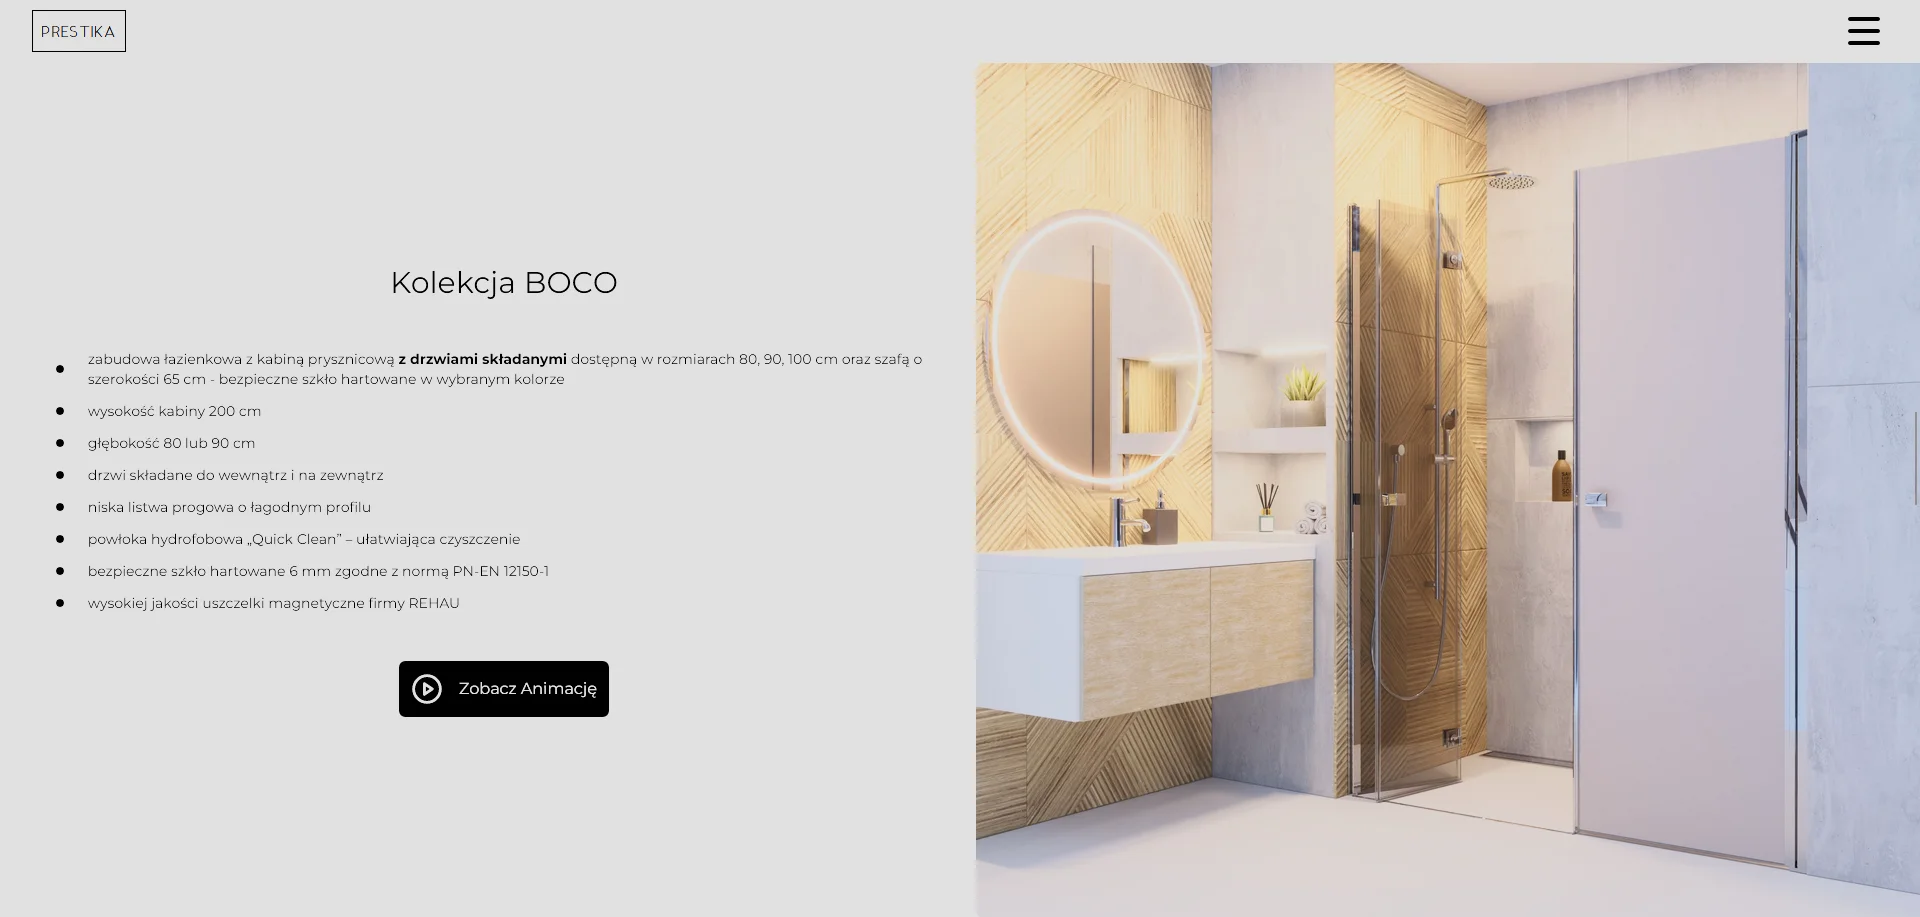 PRESTIKA
Kolekcja BOCO
zabudowa łazienkowa z kabiną prysznicową z drzwiami składanymi dostępną w rozmiarach 80, 90, 100 cm oraz szafą o
szerokości 65 cm - bezpieczne szkło hartowane w wybranym kolorze
wysokość kabiny 200 cm
głębokość 80 lub 90 cm
drzwi składane do wewnątrz i na zewnątrz
niska listwa progowa o łagodnym profilu
powłoka hydrofobowa „Quick Clean” – ułatwiająca czyszczenie
bezpieczne szkło hartowane 6 mm zgodne z normą PN-EN 12150-1
wysokiej jakości uszczelki magnetyczne firmy REHAU
Zobacz Animację